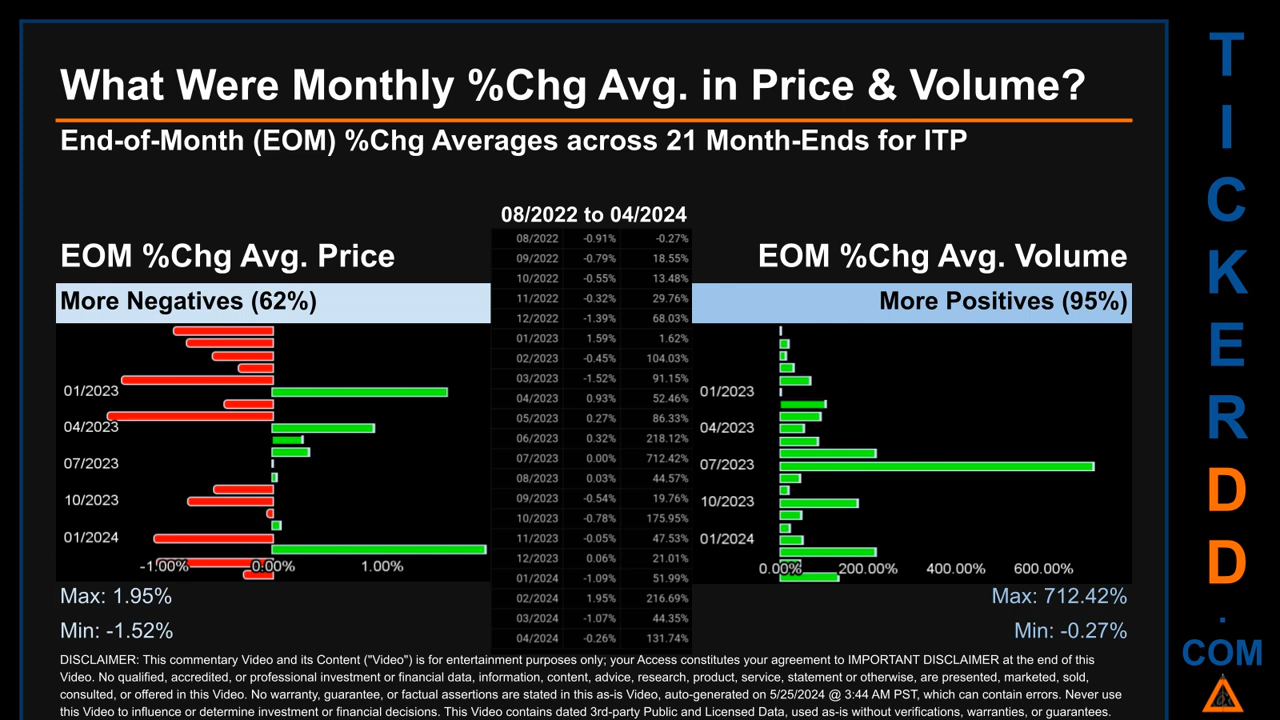 What Were Monthly %Chg Avg. in Price & Volume?
End-of-Month (EOM) %Chg Averages across 21 Month-Ends for ITP
08/2022 to 04/2024
EOM %Chg Avg. Price
More Negatives (62%)
01/2023
04/2023
07/2023
10/2023
01/2024
-1.00% 0.00% 1.00%
Max: 1.95%
Min: -1.52%
08/2022 -0.91% -0.27%
09/2022 -0.79% 18.55%
10/2022 -0.55% 13.48%
11/2022 -0.32% 29.76%
12/2022 -1.39% 68.03%
01/2023 1.59% 1.62%
02/2023 -0.45% 104.03%
03/2023 -1.52% 91.15%
04/2023 0.93% 52.46%
05/2023 0.27% 86.33%
06/2023 0.32% 218.12%
07/2023 0.00% 712.42%
08/2023 0.03% 44.57%
09/2023 -0.54% 19.76%
10/2023 -0.78% 175.95%
11/2023 -0.05% 47.53%
12/2023 0.06% 21.01%
01/2024 -1.09% 51.99%
02/2024 1.95% 216.69%
03/2024 -1.07% 44.35%
04/2024 -0.26% 131.74%
EOM %Chg Avg. Volume
More Positives (95%)
01/2023
04/2023
07/2023
10/2023
01/2024
0.00% 200.00% 400.00% 600.00%
Max: 712.42%
Min: -0.27%
DISCLAIMER: This commentary Video and its Content ("Video") is for entertainment purposes only; your Access constitutes your agreement to IMPORTANT DISCLAIMER at the end of this
Video. No qualified, accredited, or professional investment or financial data, information, content, advice, research, product, service, statement or otherwise, are presented, marketed, sold,
consulted, or offered in this Video. No warranty, guarantee, or factual assertions are stated in this as-is Video, auto-generated on 5/25/2024 @ 3:44 AM PST, which can contain errors. Never use
this Video to influence or determine investment or financial decisions. This Video contains dated 3rd-party Public and Licensed Data, used as-is without verifications, warranties, or guarantees.
T
I
C
K
E
R
D
D
.
COM